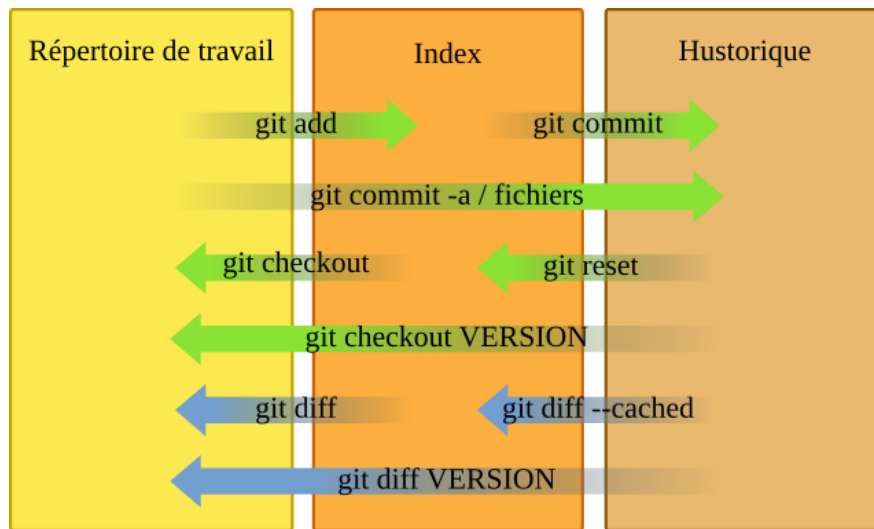 Répertoire de travail
Index
Hustorique
git add
git commit
git commit -a / fichiers
git checkout
git reset
git checkout VERSION
git diff
git diff --cached
git diff VERSION